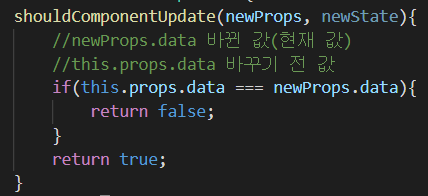 shouldComponentUpdate(newProps, newState){
//newProps.data 바뀐 값(현재 값)
//this.props.data 바꾸기 전 값
if(this.props.data === newProps.data){
return false;
}
return true;
}